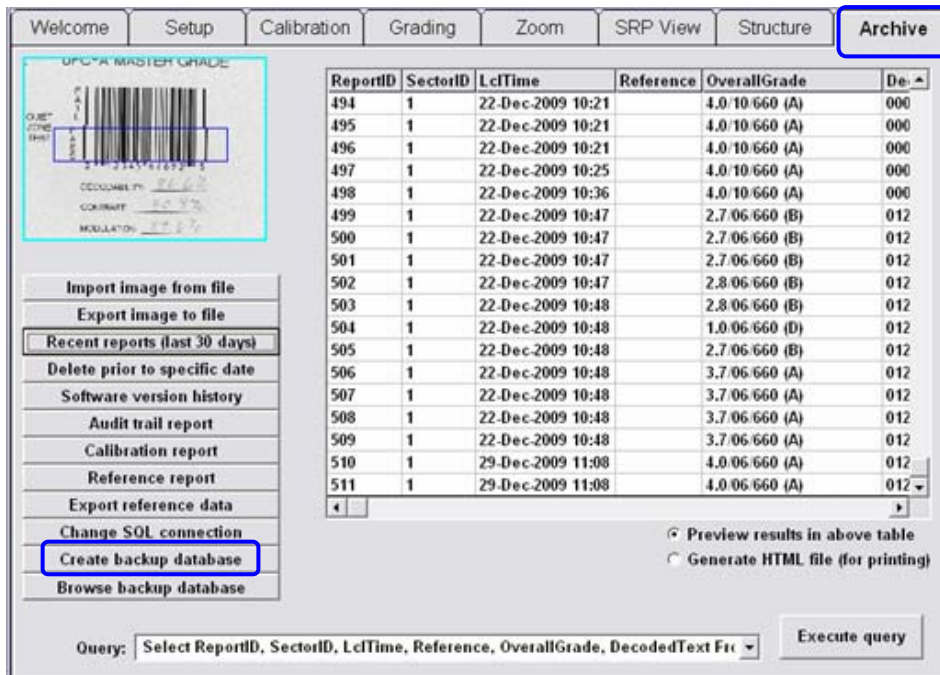 Welcome Setup Calibration Grading Zoom SRP View Structure Archive
UPC-A MASTER GRADE
QUIET
ZONE
DECODABILITY
CONTRAST
MODULATION
Import image from file
Export image to file
Recent reports (last 30 days)
Delete prior to specific date
Software version history
Audit trail report
Calibration report
Reference report
Export reference data
Change SQL connection
Create backup database
Browse backup database
ReportID SectorID LclTime Reference OverallGrade De
494 1 22-Dec-2009 10:21 4.0/10/660 (A) 000
495 1 22-Dec-2009 10:21 4.0/10/660 (A) 000
496 1 22-Dec-2009 10:21 4.0/10/660 (A) 000
497 1 22-Dec-2009 10:25 4.0/10/660 (A) 000
498 1 22-Dec-2009 10:36 4.0/10/660 (A) 000
499 1 22-Dec-2009 10:47 2.7/06/660 (B) 012
500 1 22-Dec-2009 10:47 2.7/06/660 (B) 012
501 1 22-Dec-2009 10:47 2.7/06/660 (B) 012
502 1 22-Dec-2009 10:47 2.8/06/660 (B) 012
503 1 22-Dec-2009 10:48 2.8/06/660 (B) 012
504 1 22-Dec-2009 10:48 1.0/06/660 (D) 012
505 1 22-Dec-2009 10:48 2.7/06/660 (B) 012
506 1 22-Dec-2009 10:48 3.7/06/660 (A) 012
507 1 22-Dec-2009 10:48 3.7/06/660 (A) 012
508 1 22-Dec-2009 10:48 3.7/06/660 (A) 012
509 1 22-Dec-2009 10:48 3.7/06/660 (A) 012
510 1 29-Dec-2009 11:08 4.0/06/660 (A) 012
511 1 29-Dec-2009 11:08 4.0/06/660 (A) 012
Preview results in above table
Generate HTML file (for printing)
Query: Select ReportID, SectorID, LclTime, Reference, OverallGrade, DecodedText Fr
Execute query